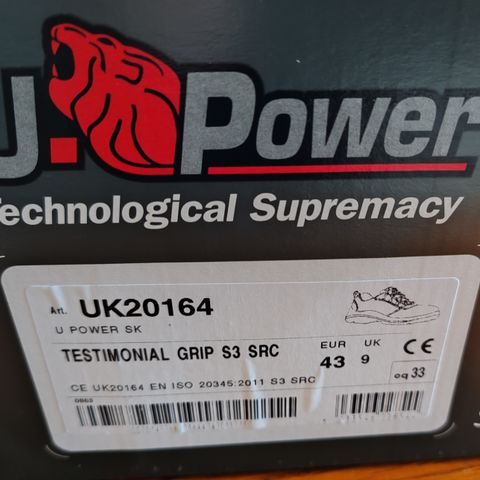 U.Power
Technological Supremacy
Art. UK20164
U POWER SK
TESTIMONIAL GRIP S3 SRC
EUR UK
43 9
CE
cq 33
CE UK20164 EN ISO 20345:2011 S3 SRC